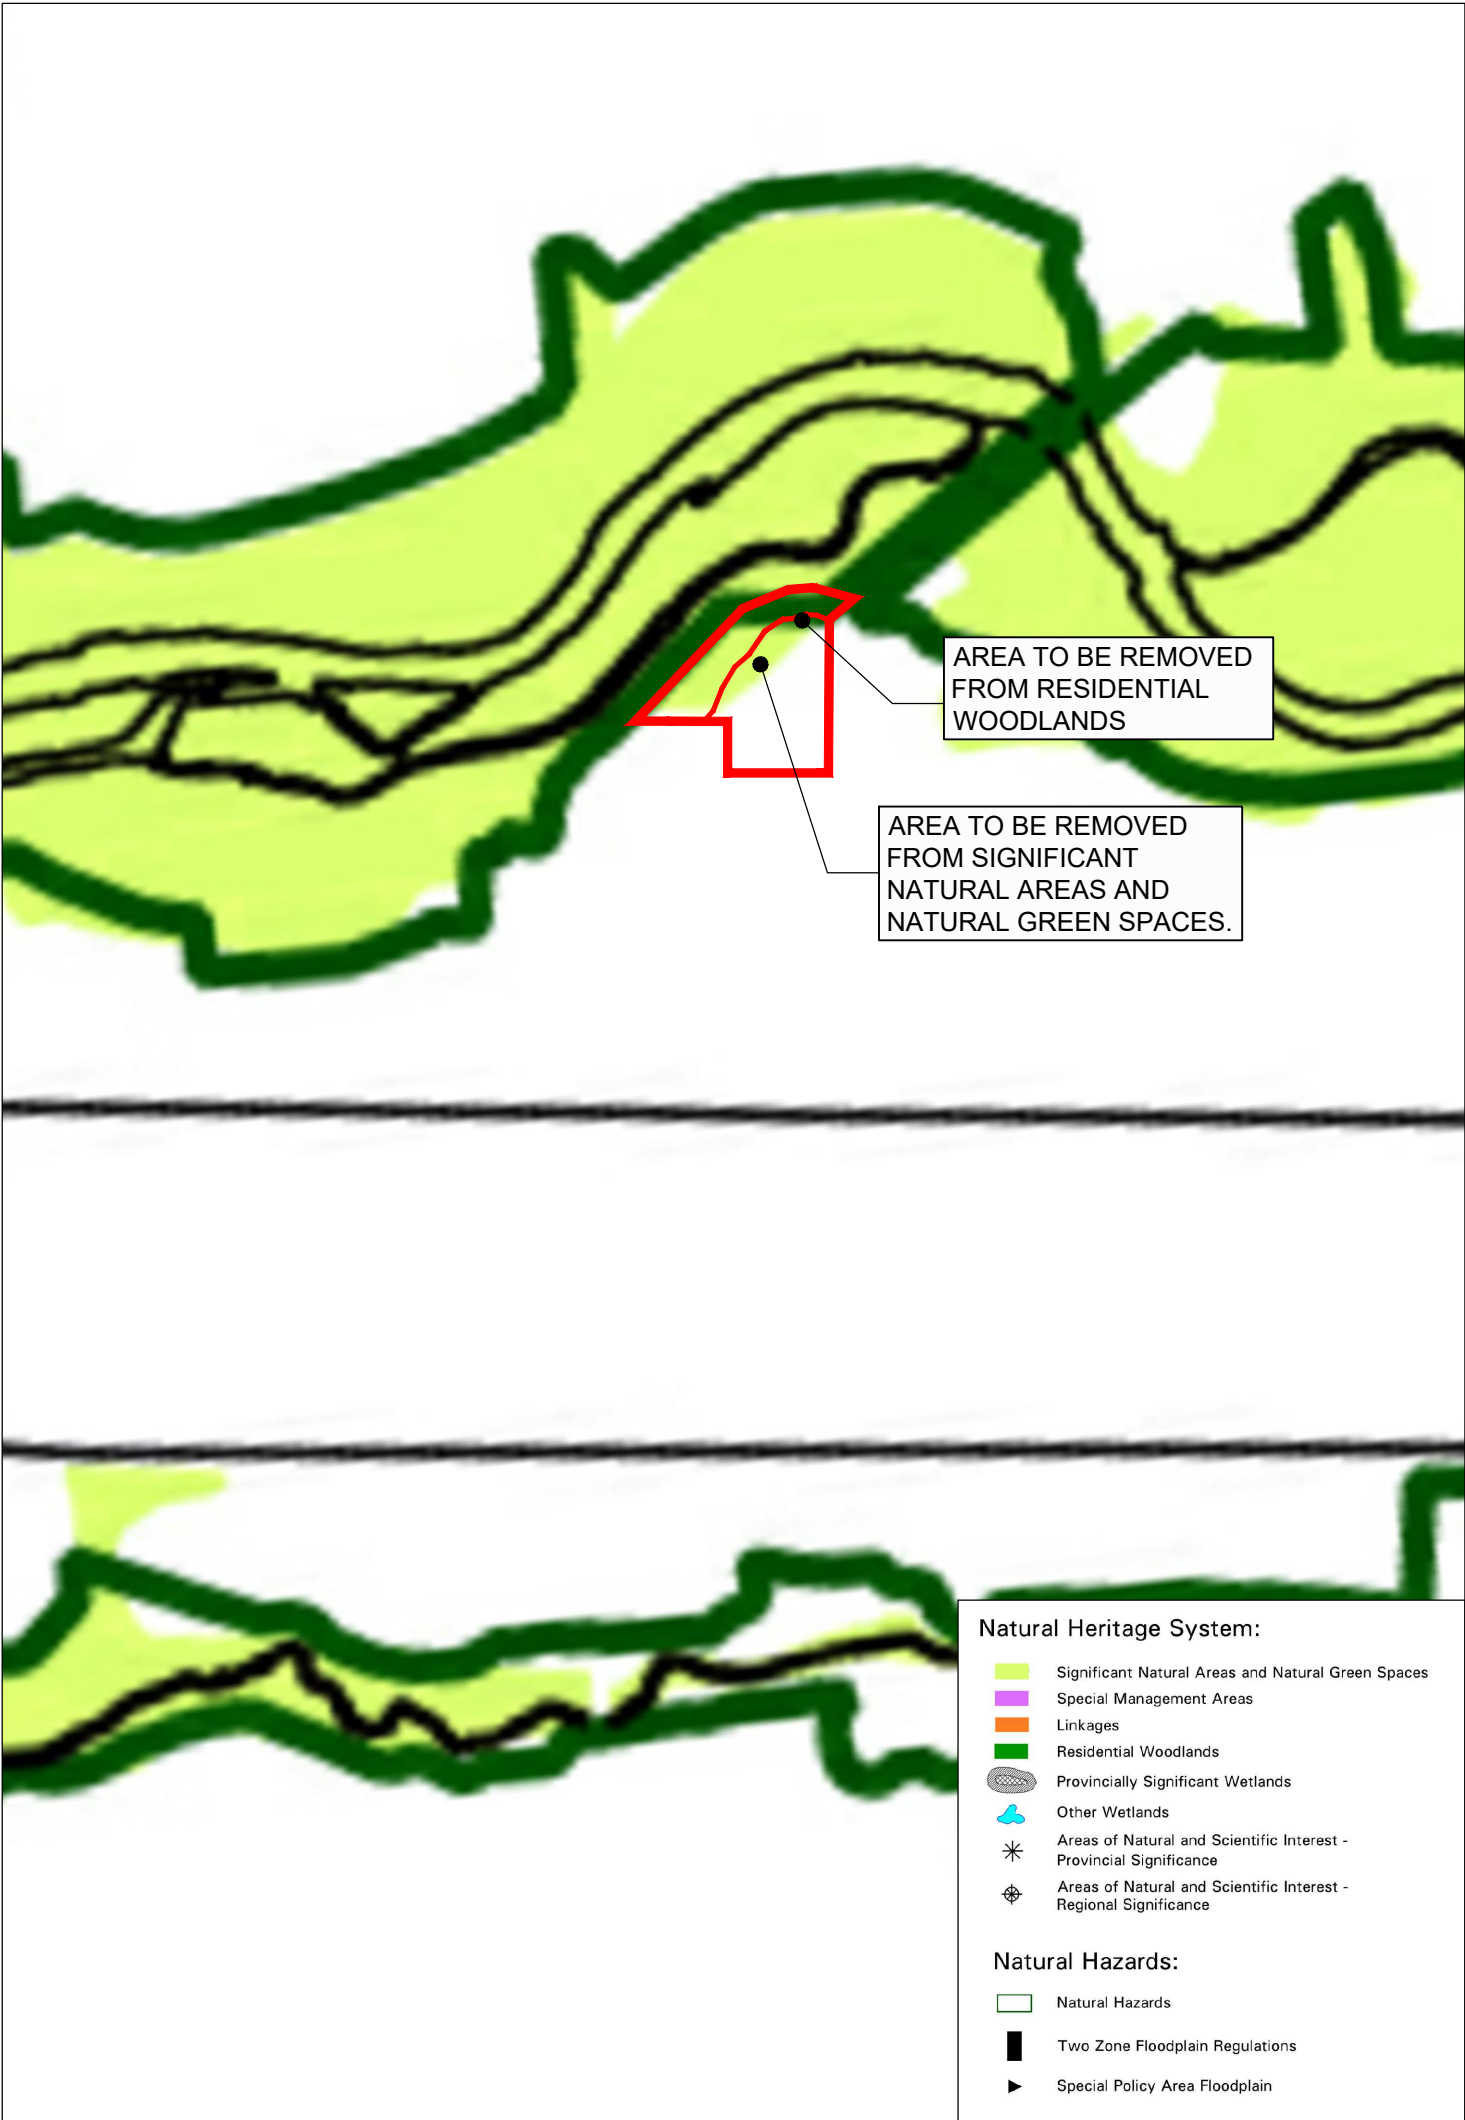 AREA TO BE REMOVED
FROM RESIDENTIAL
WOODLANDS
AREA TO BE REMOVED
FROM SIGNIFICANT
NATURAL AREAS AND
NATURAL GREEN SPACES.
Natural Heritage System:
Significant Natural Areas and Natural Green Spaces
Special Management Areas
Linkages
Residential Woodlands
Provincially Significant Wetlands
Other Wetlands
Areas of Natural and Scientific Interest -
Provincial Significance
Areas of Natural and Scientific Interest -
Regional Significance
Natural Hazards:
Natural Hazards
Two Zone Floodplain Regulations
Special Policy Area Floodplain